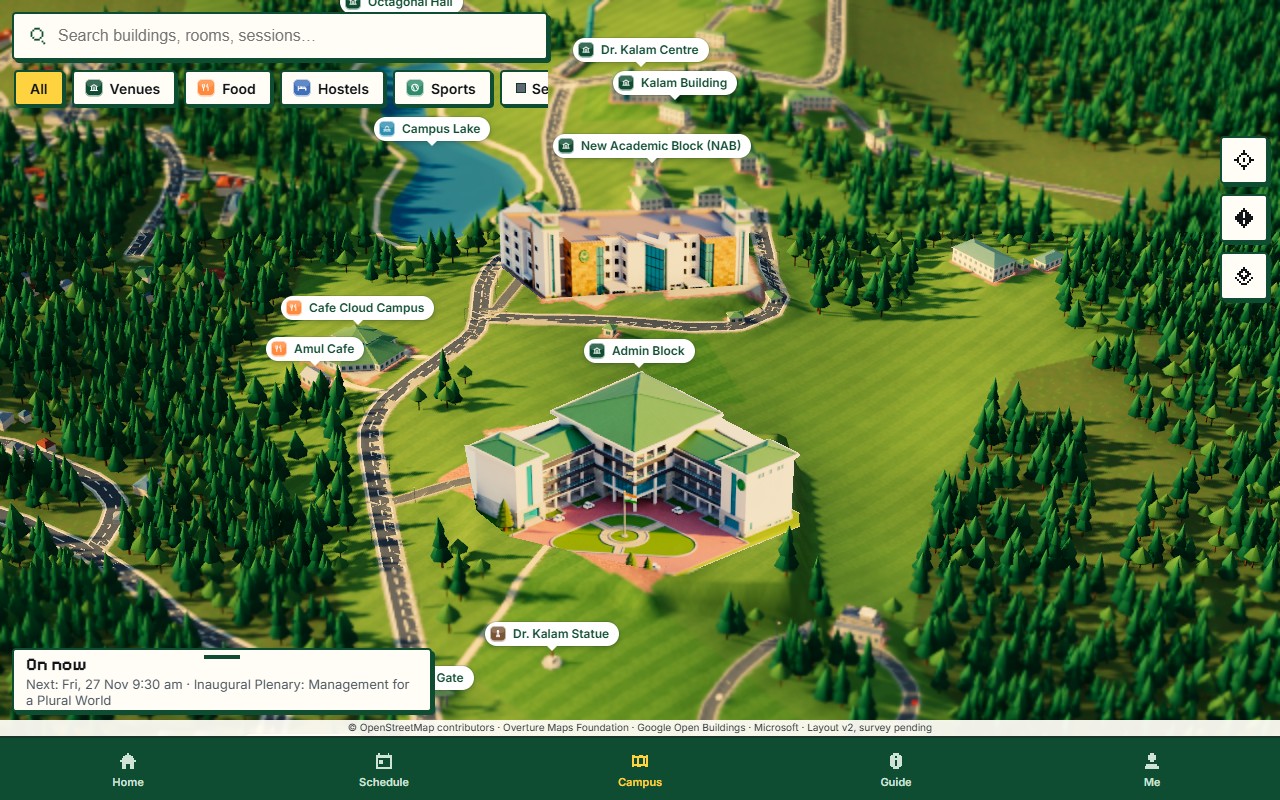 Octagonal Hall
Search buildings, rooms, sessions…
All
Venues
Food
Hostels
Sports
Se
Dr. Kalam Centre
Kalam Building
Campus Lake
New Academic Block (NAB)
Cafe Cloud Campus
Amul Cafe
Admin Block
Dr. Kalam Statue
Gate
On now
Next: Fri, 27 Nov 9:30 am · Inaugural Plenary: Management for
a Plural World
© OpenStreetMap contributors · Overture Maps Foundation · Google Open Buildings · Microsoft · Layout v2, survey pending
Home
Schedule
Campus
Guide
Me